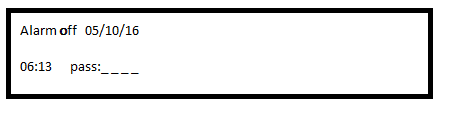 Alarm off 05/10/16
06:13 pass:_ _ _ _